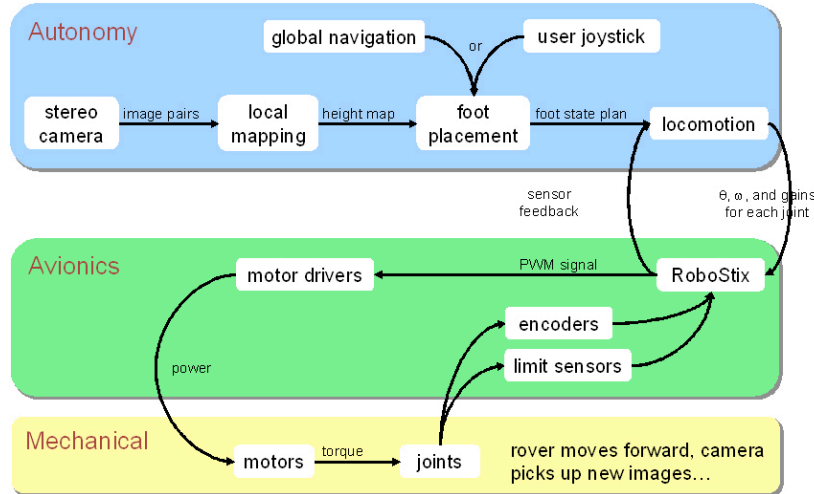 Autonomy
global navigation
or
user joystick
stereo
camera
image pairs
local
mapping
height map
foot
placement
foot state plan
locomotion
sensor
feedback
θ, ω, and gains
for each joint
Avionics
motor drivers
PWM signal
RoboStix
encoders
limit sensors
power
Mechanical
motors
torque
joints
rover moves forward, camera
picks up new images...